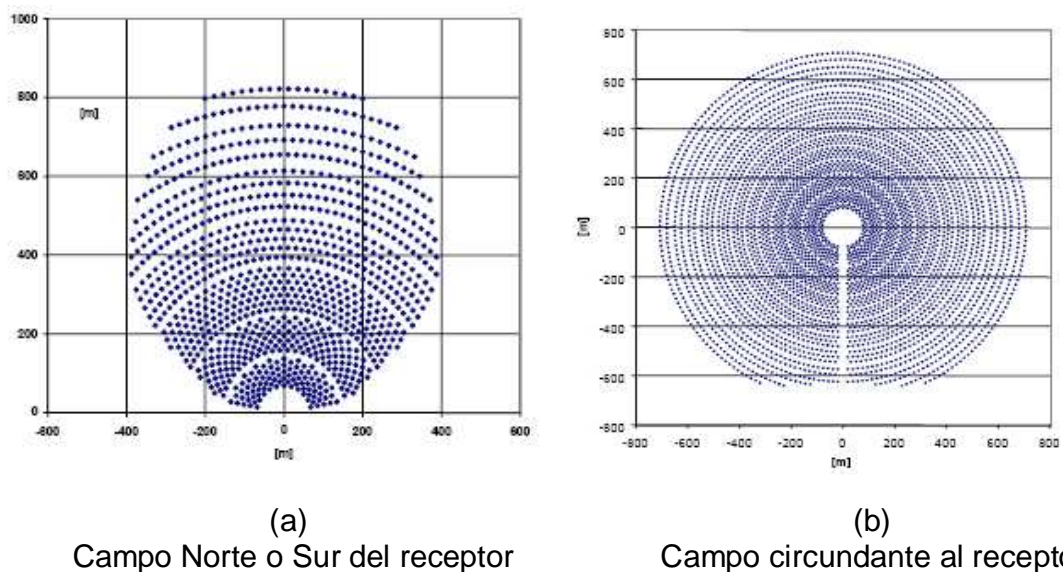 1000
800
[m]
600
400
200
0
-600 -400 -200 0 200 400 600
[m]
800
600
400
200
[m]
0
-200
-400
-600
-800
-800 -600 -400 -200 0 200 400 600 800
[m]
(a)
Campo Norte o Sur del receptor
(b)
Campo circundante al recepto